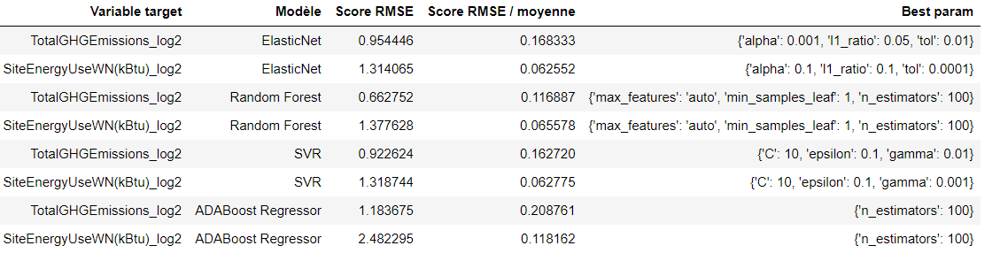 Variable target Modèle Score RMSE Score RMSE / moyenne Best param
TotalGHGEmissions_log2 ElasticNet 0.954446 0.168333 {'alpha': 0.001, 'l1_ratio': 0.05, 'tol': 0.01}
SiteEnergyUseWN(kBtu)_log2 ElasticNet 1.314065 0.062552 {'alpha': 0.1, 'l1_ratio': 0.1, 'tol': 0.0001}
TotalGHGEmissions_log2 Random Forest 0.662752 0.116887 {'max_features': 'auto', 'min_samples_leaf': 1, 'n_estimators': 100}
SiteEnergyUseWN(kBtu)_log2 Random Forest 1.377628 0.065578 {'max_features': 'auto', 'min_samples_leaf': 1, 'n_estimators': 100}
TotalGHGEmissions_log2 SVR 0.922624 0.162720 {'C': 10, 'epsilon': 0.1, 'gamma': 0.01}
SiteEnergyUseWN(kBtu)_log2 SVR 1.318744 0.062775 {'C': 10, 'epsilon': 0.1, 'gamma': 0.001}
TotalGHGEmissions_log2 ADABoost Regressor 1.183675 0.208761 {'n_estimators': 100}
SiteEnergyUseWN(kBtu)_log2 ADABoost Regressor 2.482295 0.118162 {'n_estimators': 100}